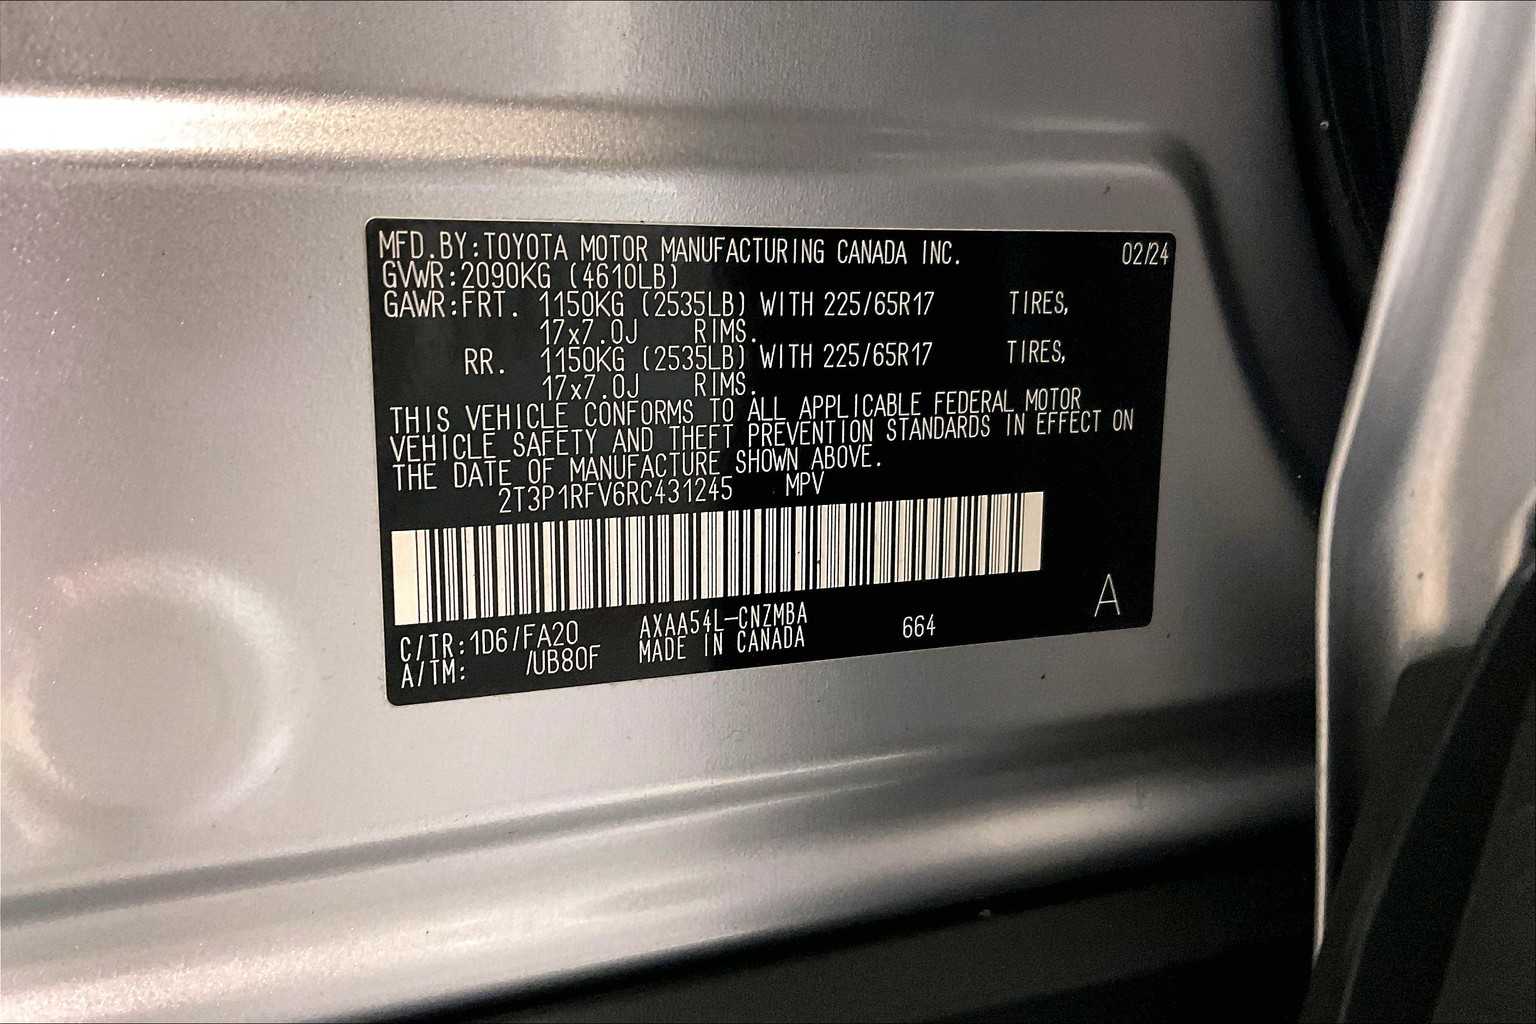 MFD.BY:TOYOTA MOTOR MANUFACTURING CANADA INC. 02/24
GVWR:2090KG (4610LB)
GAWR:FRT. 1150KG (2535LB) WITH 225/65R17 TIRES,
17x7.0J RIMS.
RR. 1150KG (2535LB) WITH 225/65R17 TIRES,
17x7.0J RIMS.
THIS VEHICLE CONFORMS TO ALL APPLICABLE FEDERAL MOTOR
VEHICLE SAFETY AND THEFT PREVENTION STANDARDS IN EFFECT ON
THE DATE OF MANUFACTURE SHOWN ABOVE.
2T3P1RFV6RC431245 MPV
A
C/TR:1D6/FA20 AXAA54L-CNZMBA 664
A/TM: /UB80F MADE IN CANADA